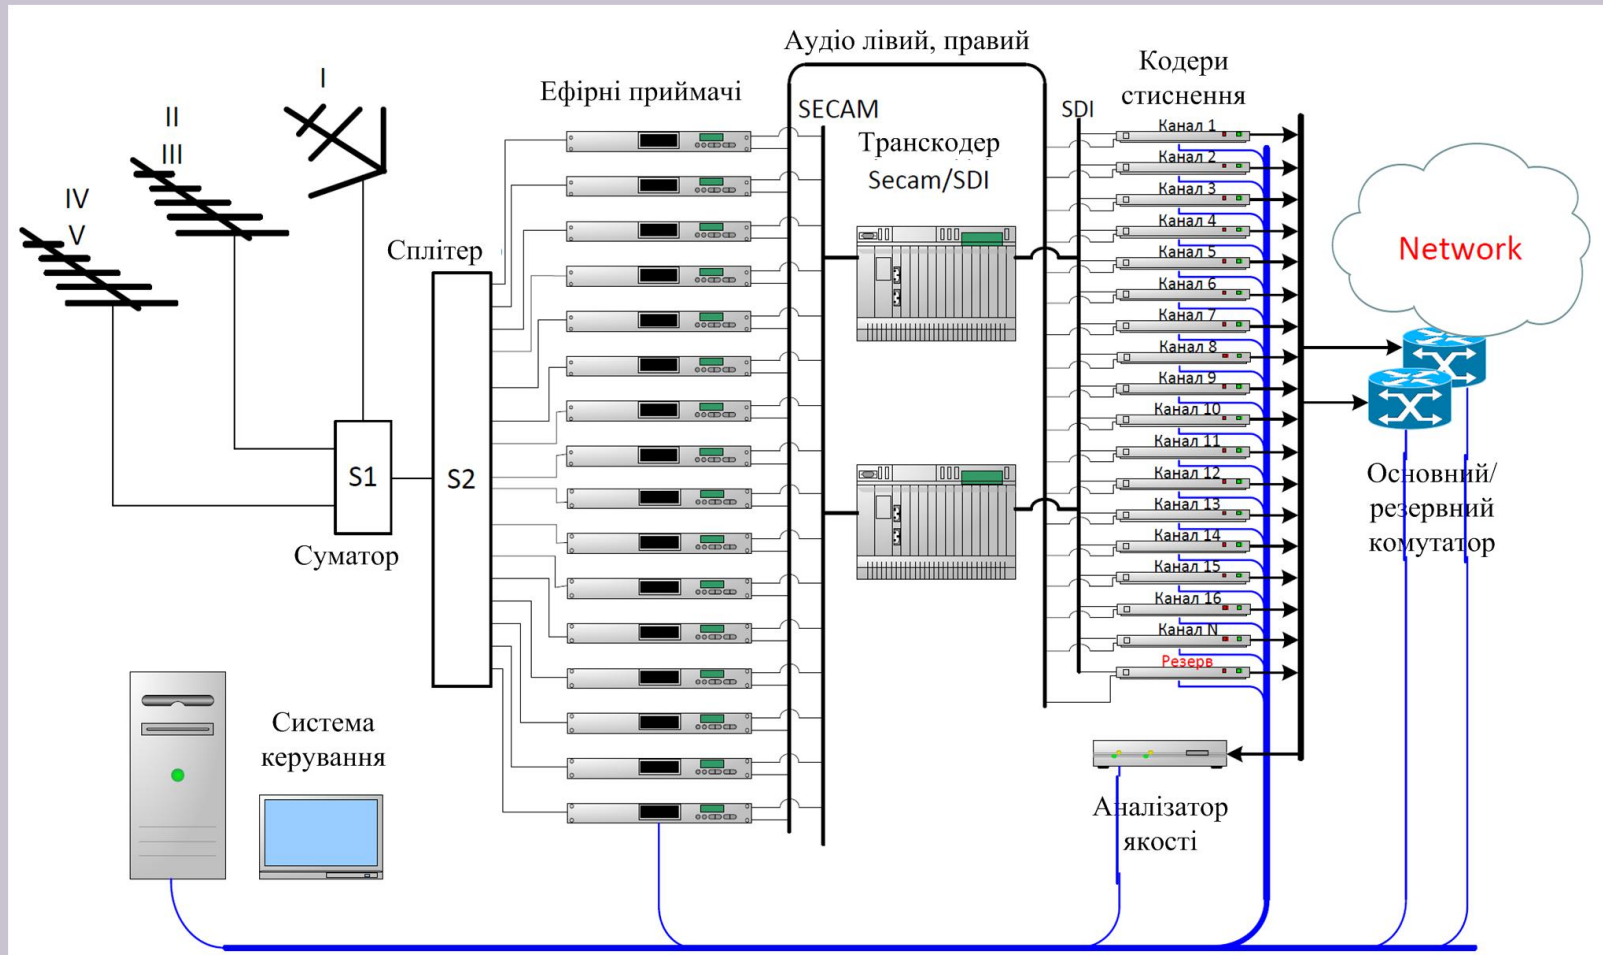 I
II
III
IV
V
Суматор
S1
Сплітер
S2
Ефірні приймачі
Аудіо лівий, правий
SECAM
Транскодер
Secam/SDI
SDI
Кодери
стиснення
Канал 1
Канал 2
Канал 3
Канал 4
Канал 5
Канал 6
Канал 7
Канал 8
Канал 9
Канал 10
Канал 11
Канал 12
Канал 13
Канал 14
Канал 15
Канал 16
Канал N
Резерв
Network
Основний/
резервний
комутатор
Аналізатор
якості
Система
керування